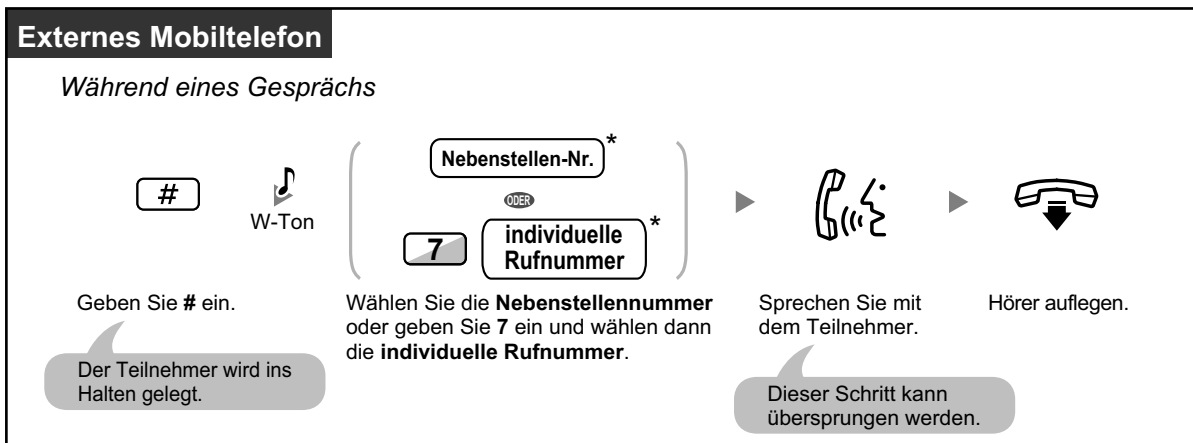 Externes Mobiltelefon
Während eines Gesprächs
#
W-Ton
Nebenstellen-Nr.*
ODER
7
individuelle
Rufnummer*
Geben Sie # ein.
Der Teilnehmer wird ins
Halten gelegt.
Wählen Sie die Nebenstellennummer
oder geben Sie 7 ein und wählen dann
die individuelle Rufnummer.
Sprechen Sie mit
dem Teilnehmer.
Dieser Schritt kann
übersprungen werden.
Hörer auflegen.